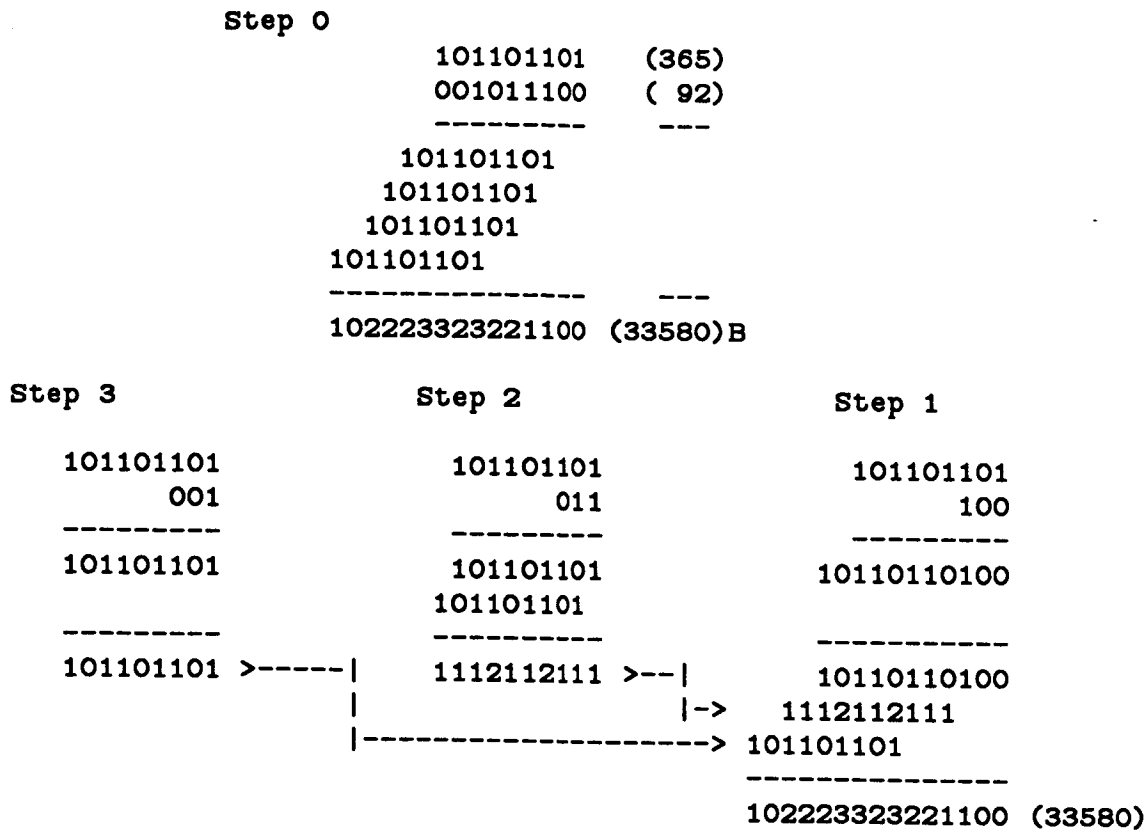 Step 0
101101101 (365)
001011100 ( 92)
--------- ---
101101101
101101101
101101101
101101101
--------------- ---
102223323221100 (33580)B
Step 3 Step 2 Step 1
101101101 101101101 101101101
001 011 100
--------- --------- ---------
101101101 101101101 10110110100
101101101
--------- ---------- -----------
101101101 >-----| 1112112111 >--| 10110110100
| |-> 1112112111
|--------------------> 101101101
---------------
102223323221100 (33580)